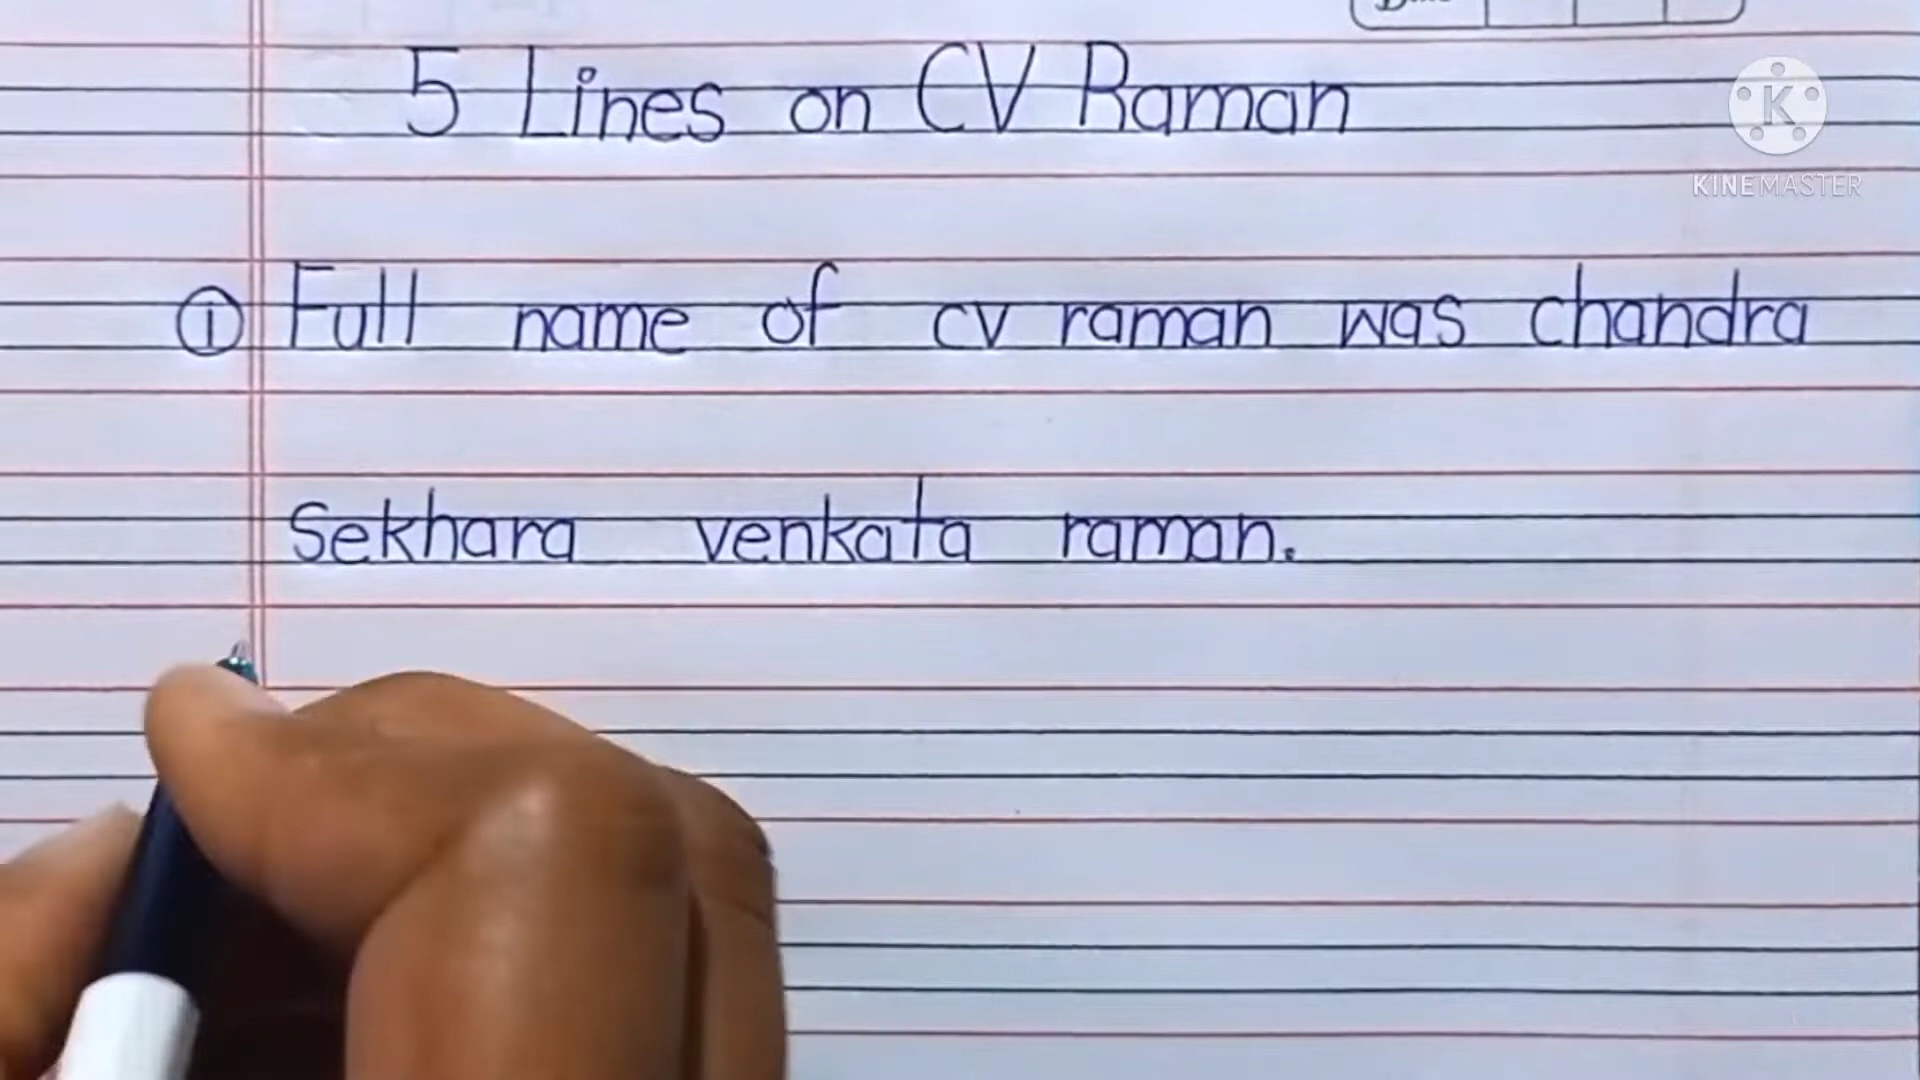 5 Lines on CV Raman
KINEMASTER
① Full name of cv raman was chandra
Sekhara venkata raman.